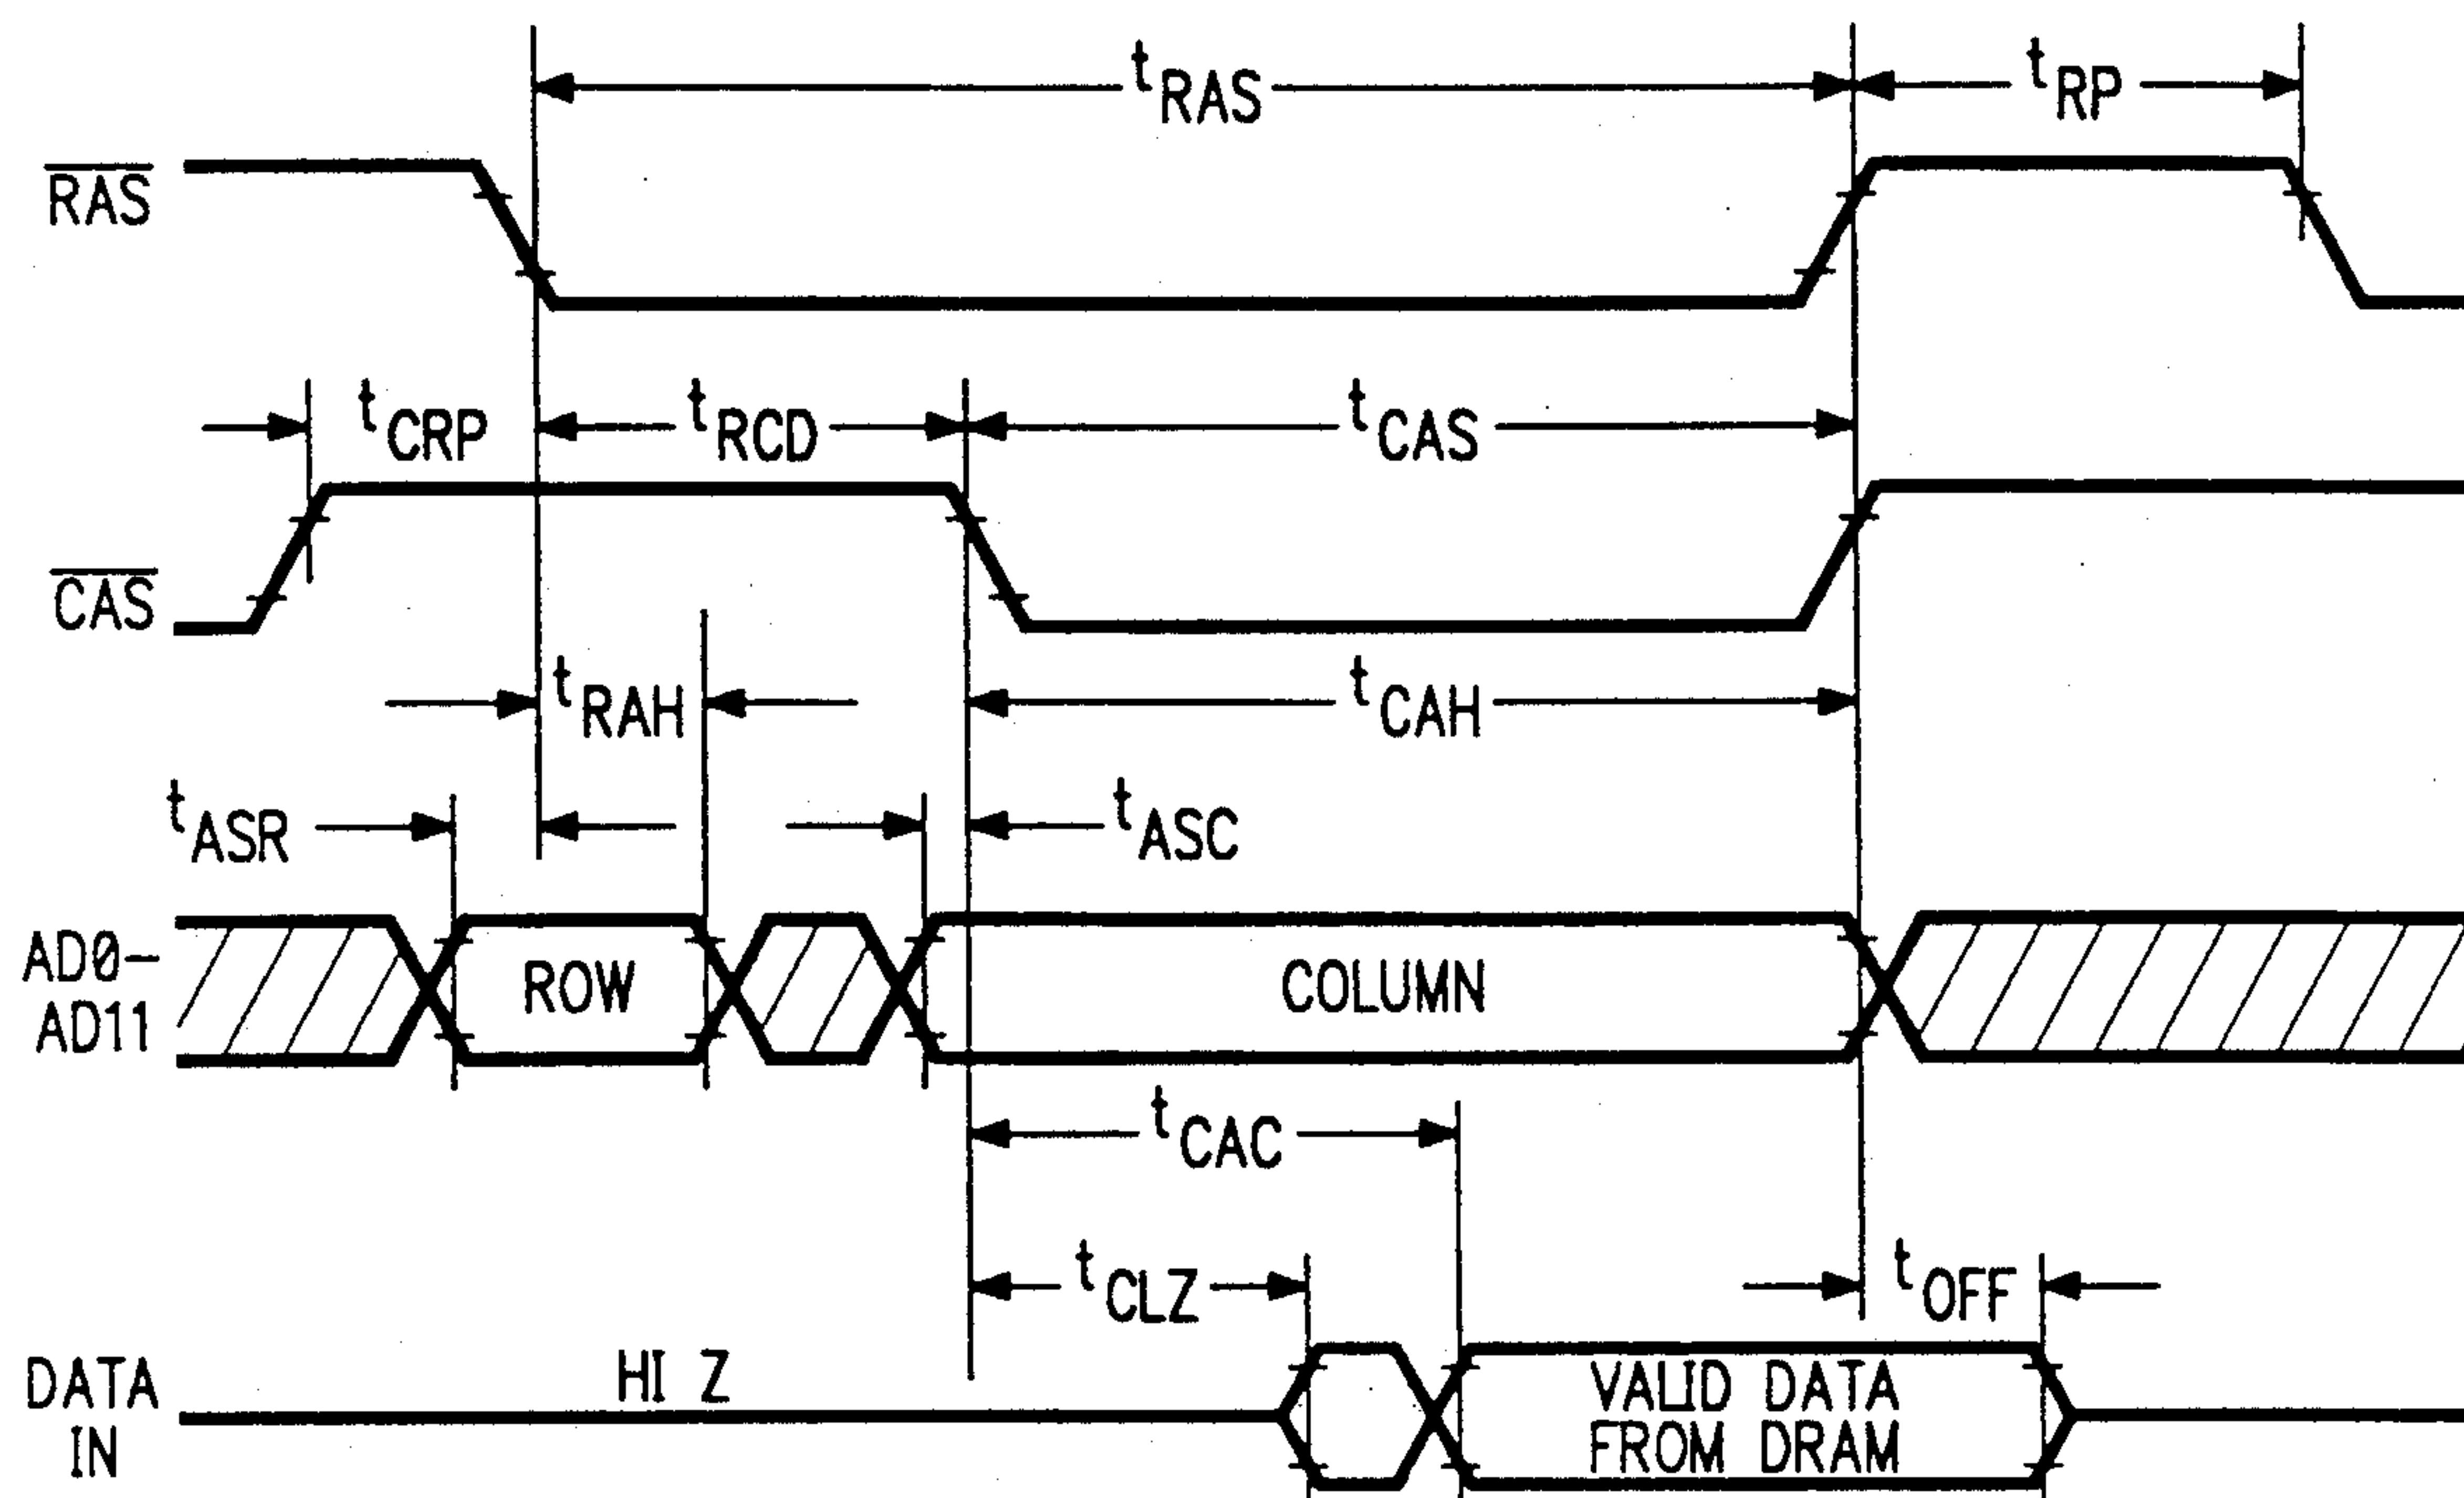 tRAS
tRP
RAS
tCRP
tRCD
tCAS
CAS
tRAH
tCAH
tASR
tASC
AD0-
AD11
ROW
COLUMN
tCAC
tCLZ
tOFF
DATA
IN
HI Z
VALID DATA
FROM DRAM